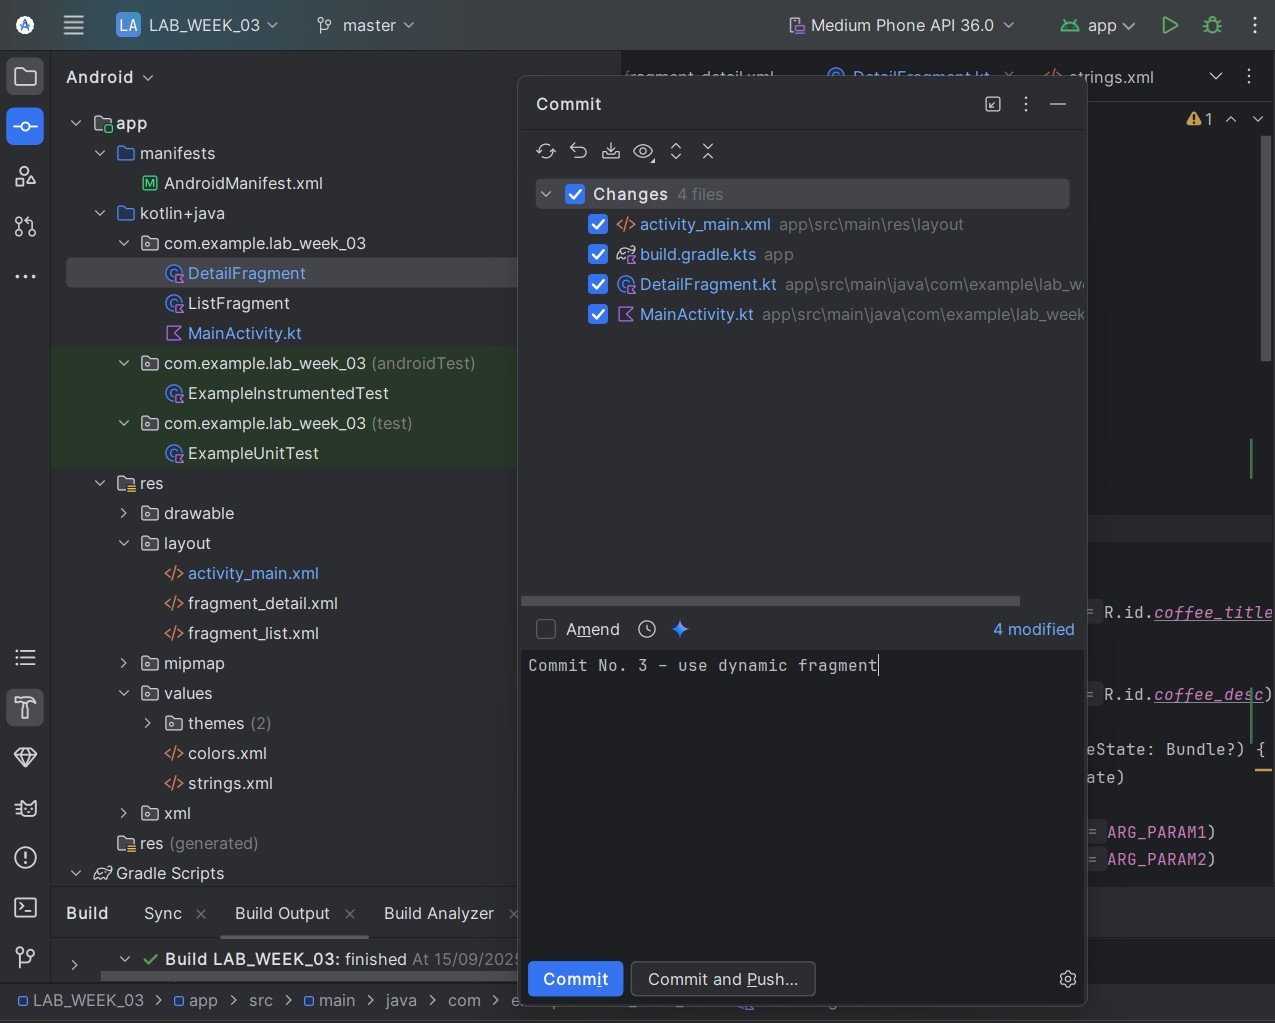 LA LAB_WEEK_03
master
Medium Phone API 36.0
app
Android
DetailFragment.kt
strings.xml
1
app
manifests
AndroidManifest.xml
kotlin+java
com.example.lab_week_03
DetailFragment
ListFragment
MainActivity.kt
com.example.lab_week_03 (androidTest)
ExampleInstrumentedTest
com.example.lab_week_03 (test)
ExampleUnitTest
res
drawable
layout
activity_main.xml
fragment_detail.xml
fragment_list.xml
mipmap
values
themes (2)
colors.xml
strings.xml
xml
res (generated)
Gradle Scripts
Commit
Changes 4 files
activity_main.xml app\src\main\res\layout
build.gradle.kts app
DetailFragment.kt app\src\main\java\com\example\lab_w
MainActivity.kt app\src\main\java\com\example\lab_week
Amend
4 modified
Commit No. 3 - use dynamic fragment
Commit
Commit and Push...
= R.id.coffee_title
= R.id.coffee_desc)
eState: Bundle?) {
ate)
= ARG_PARAM1)
= ARG_PARAM2)
Build
Sync
Build Output
Build Analyzer
Build LAB_WEEK_03: finished At 15/09/2025
LAB_WEEK_03 > app > src > main > java > com >